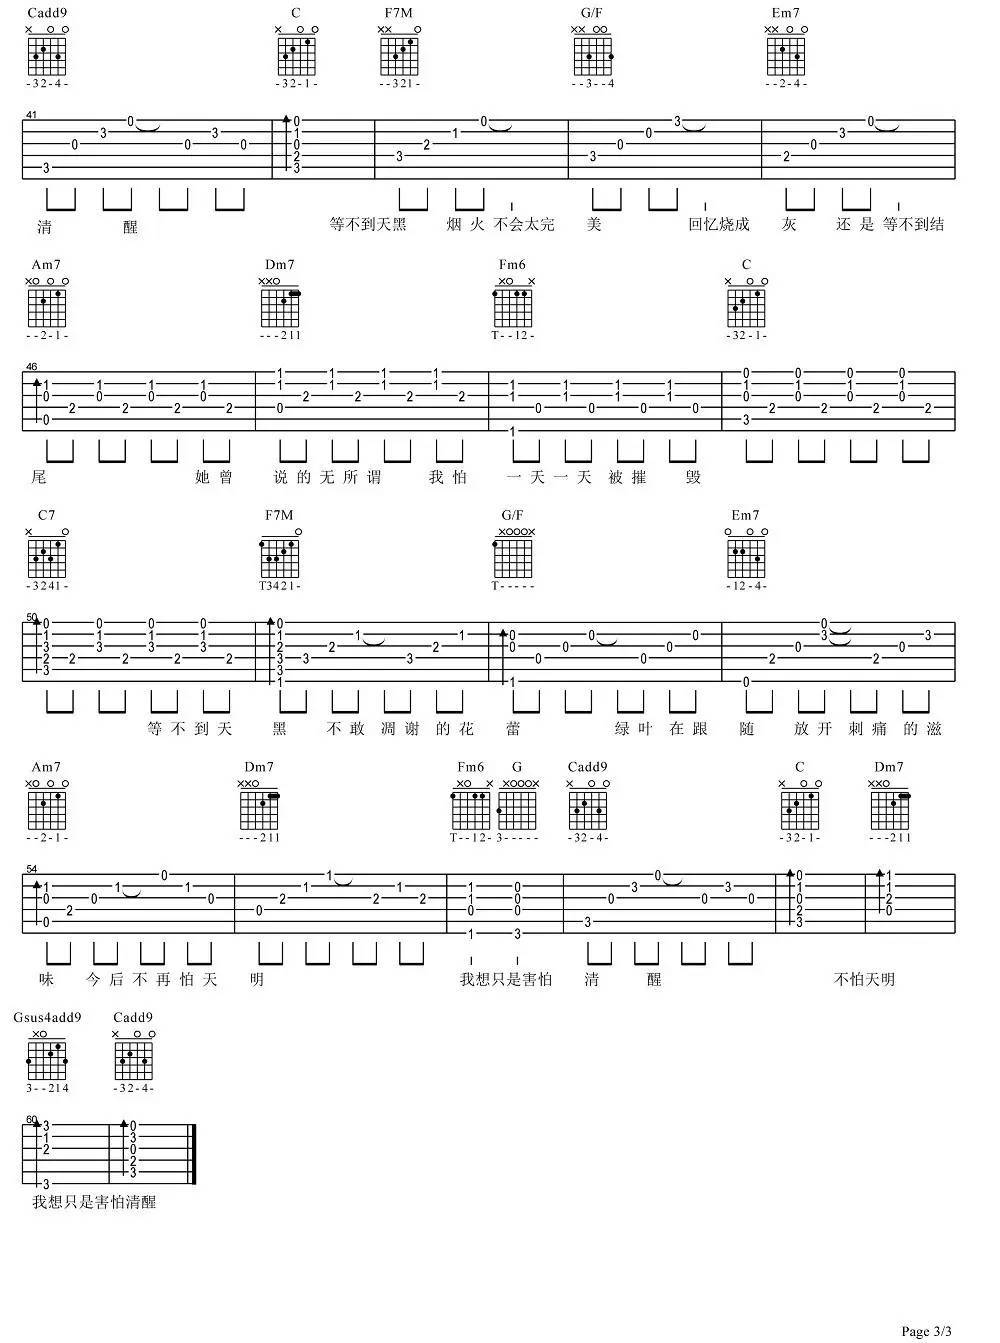 Cadd9 C F7M G/F Em7
-32-4- -32-1- --321- --3--4 --2-4-
41
清 醒 等不到天黑 烟火不会太完 美 回忆烧成 灰 还是等不到结
Am7 Dm7 Fm6 C
--2-1- ---211 T--12- -32-1-
46
尾 她曾 说的无所谓 我怕 一天一天被摧 毁
C7 F7M G/F Em7
-3241- T3421- T----- -12-4-
50
等不到天 黑 不敢凋谢的花 蕾 绿叶在跟 随 放开刺痛的滋
Am7 Dm7 Fm6 G Cadd9 C Dm7
--2-1- ---211 T--12- 3----- -32-4- -32-1- ---211
54
味 今后不再怕天 明 我想只是害怕 清 醒 不怕天明
Gsus4add9 Cadd9
3--214 -32-4-
60
我想只是害怕清醒
Page 3/3